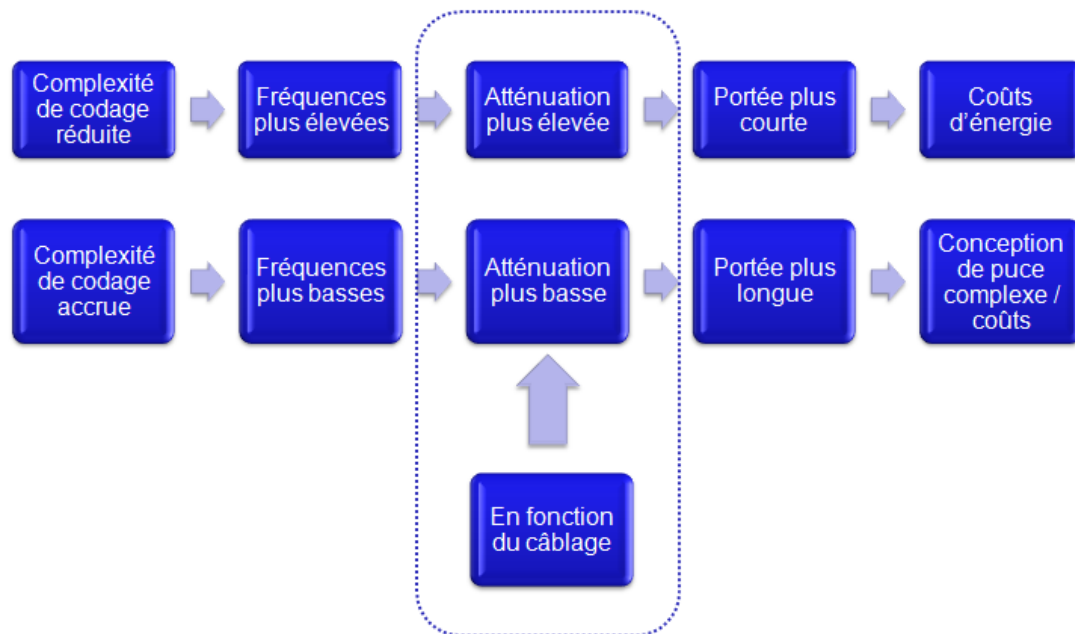 Complexité
de codage
réduite
Fréquences
plus élevées
Atténuation
plus élevée
Portée plus
courte
Coûts
d'énergie
Complexité
de codage
accrue
Fréquences
plus basses
Atténuation
plus basse
Portée plus
longue
Conception
de puce
complexe /
coûts
En fonction
du câblage